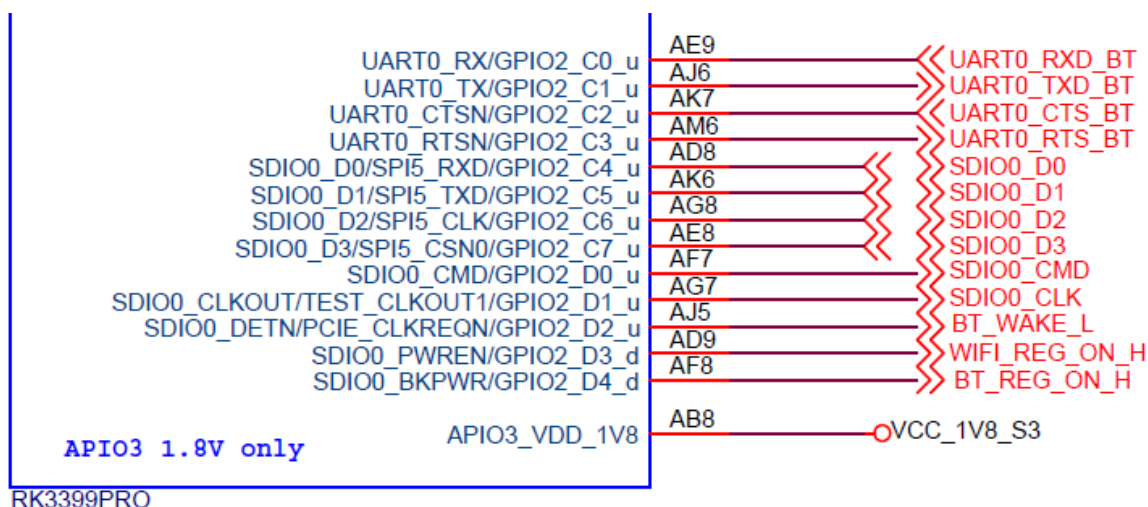 UART0_RX/GPIO2_C0_u AE9 UART0_RXD_BT
UART0_TX/GPIO2_C1_u AJ6 UART0_TXD_BT
UART0_CTSN/GPIO2_C2_u AK7 UART0_CTS_BT
UART0_RTSN/GPIO2_C3_u AM6 UART0_RTS_BT
SDIO0_D0/SPI5_RXD/GPIO2_C4_u AD8 SDIO0_D0
SDIO0_D1/SPI5_TXD/GPIO2_C5_u AK6 SDIO0_D1
SDIO0_D2/SPI5_CLK/GPIO2_C6_u AG8 SDIO0_D2
SDIO0_D3/SPI5_CSN0/GPIO2_C7_u AE8 SDIO0_D3
SDIO0_CMD/GPIO2_D0_u AF7 SDIO0_CMD
SDIO0_CLKOUT/TEST_CLKOUT1/GPIO2_D1_u AG7 SDIO0_CLK
SDIO0_DETN/PCIE_CLKREQN/GPIO2_D2_u AJ5 BT_WAKE_L
SDIO0_PWREN/GPIO2_D3_d AD9 WIFI_REG_ON_H
SDIO0_BKPWR/GPIO2_D4_d AF8 BT_REG_ON_H
APIO3 1.8V only APIO3_VDD_1V8 AB8 VCC_1V8_S3
RK3399PRO